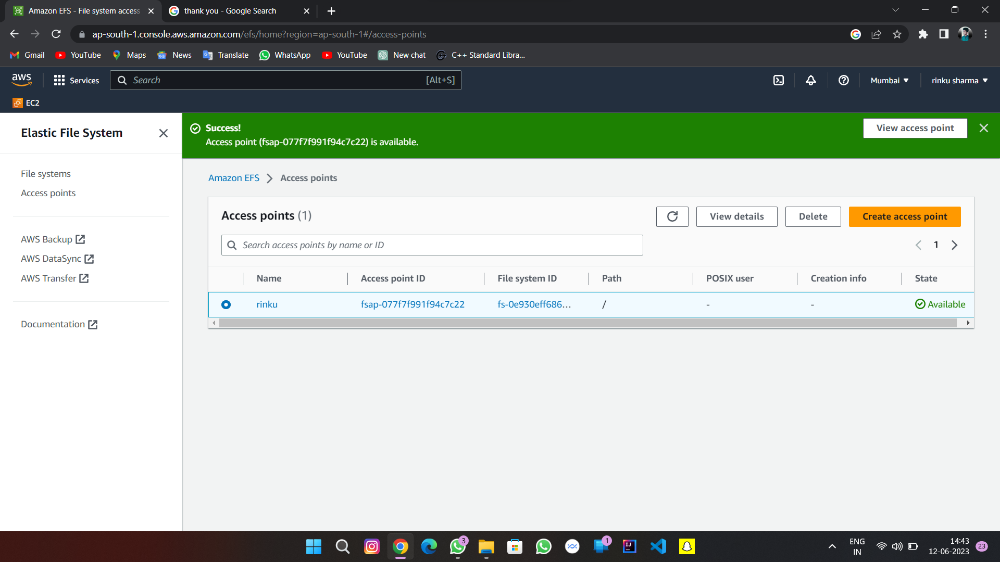 Amazon EFS - File system access
thank you - Google Search
ap-south-1.console.aws.amazon.com/efs/home?region=ap-south-1#/access-points
Gmail YouTube Maps News Translate WhatsApp YouTube New chat C++ Standard Libra...
aws Services Search [Alt+S] Mumbai rinku sharma
EC2
Elastic File System
File systems
Access points
AWS Backup
AWS DataSync
AWS Transfer
Documentation
Success!
Access point (fsap-077f7f991f94c7c22) is available.
View access point
Amazon EFS Access points
Access points (1)
View details Delete Create access point
Search access points by name or ID
1
Name Access point ID File system ID Path POSIX user Creation info State
rinku fsap-077f7f991f94c7c22 fs-0e930eff686... / - - Available
3
1
IJ
ENG
IN
14:43
12-06-2023
23